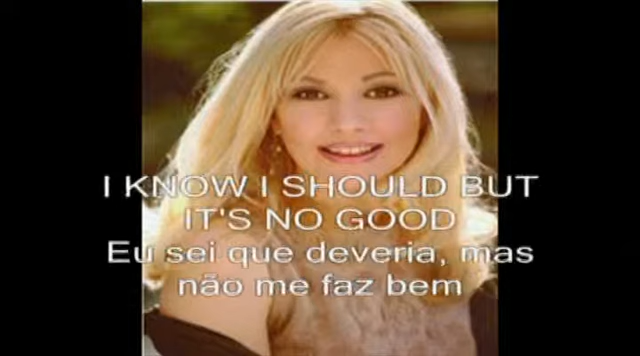 I KNOW I SHOULD BUT
IT'S NO GOOD
Eu sei que deveria, mas
não me faz bem